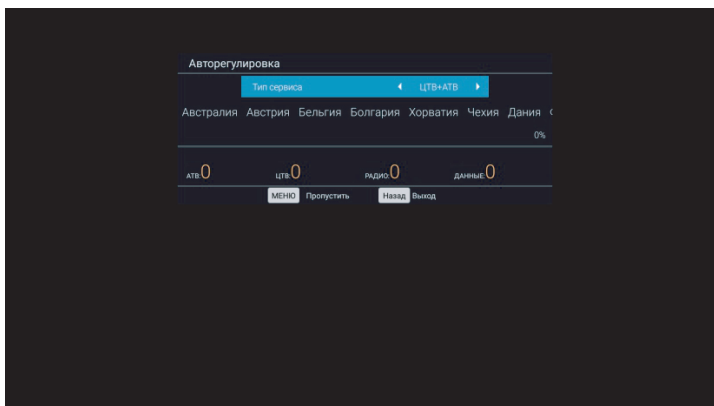 Авторегулировка
Тип сервиса ЦТВ+АТВ
Австралия Австрия Бельгия Болгария Хорватия Чехия Дания
0%
АТВ:0 ЦТВ:0 РАДИО:0 ДАННЫЕ:0
МЕНЮ Пропустить Назад Выход